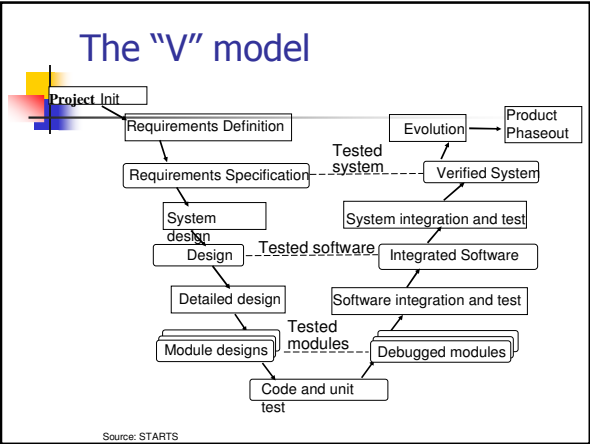 The “V” model
Project Init
Requirements Definition
Evolution
Product
Phaseout
Tested
system
Requirements Specification
Verified System
System
design
System integration and test
Design
Tested software
Integrated Software
Detailed design
Software integration and test
Tested
modules
Module designs
Debugged modules
Code and unit
test
Source: STARTS